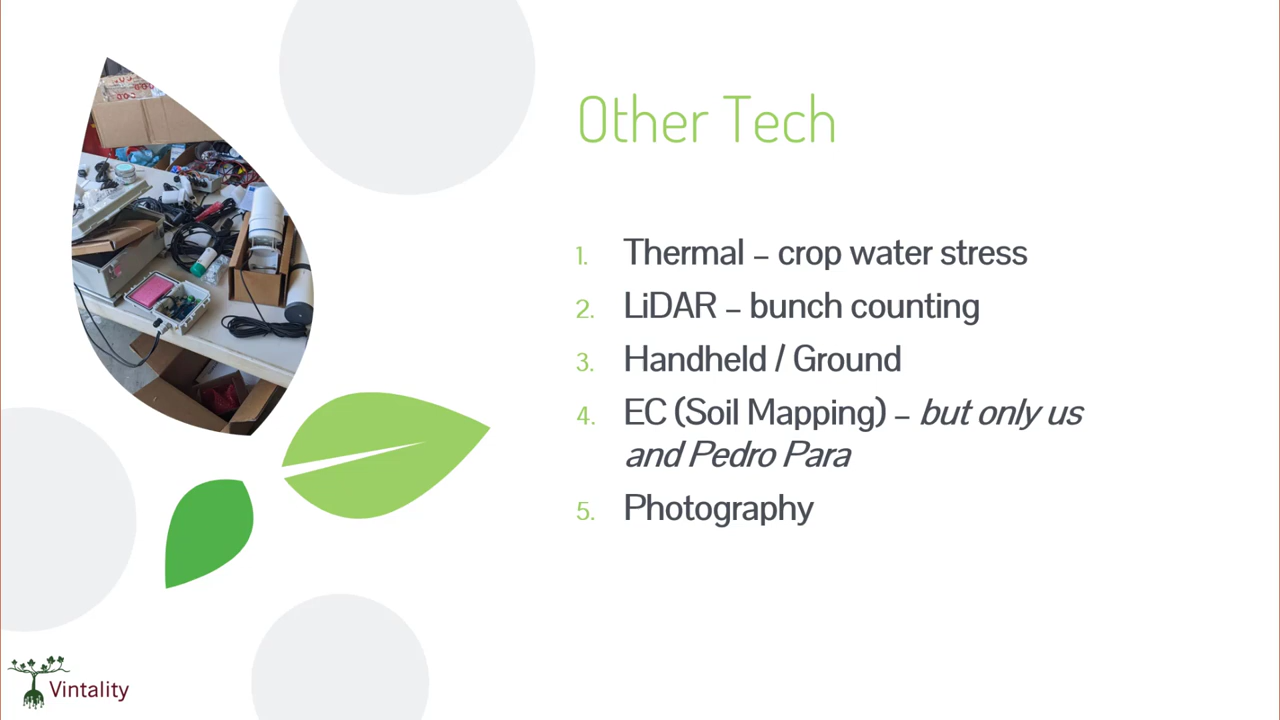 Other Tech
1. Thermal – crop water stress
2. LiDAR – bunch counting
3. Handheld / Ground
4. EC (Soil Mapping) – but only us
and Pedro Para
5. Photography
Vintality